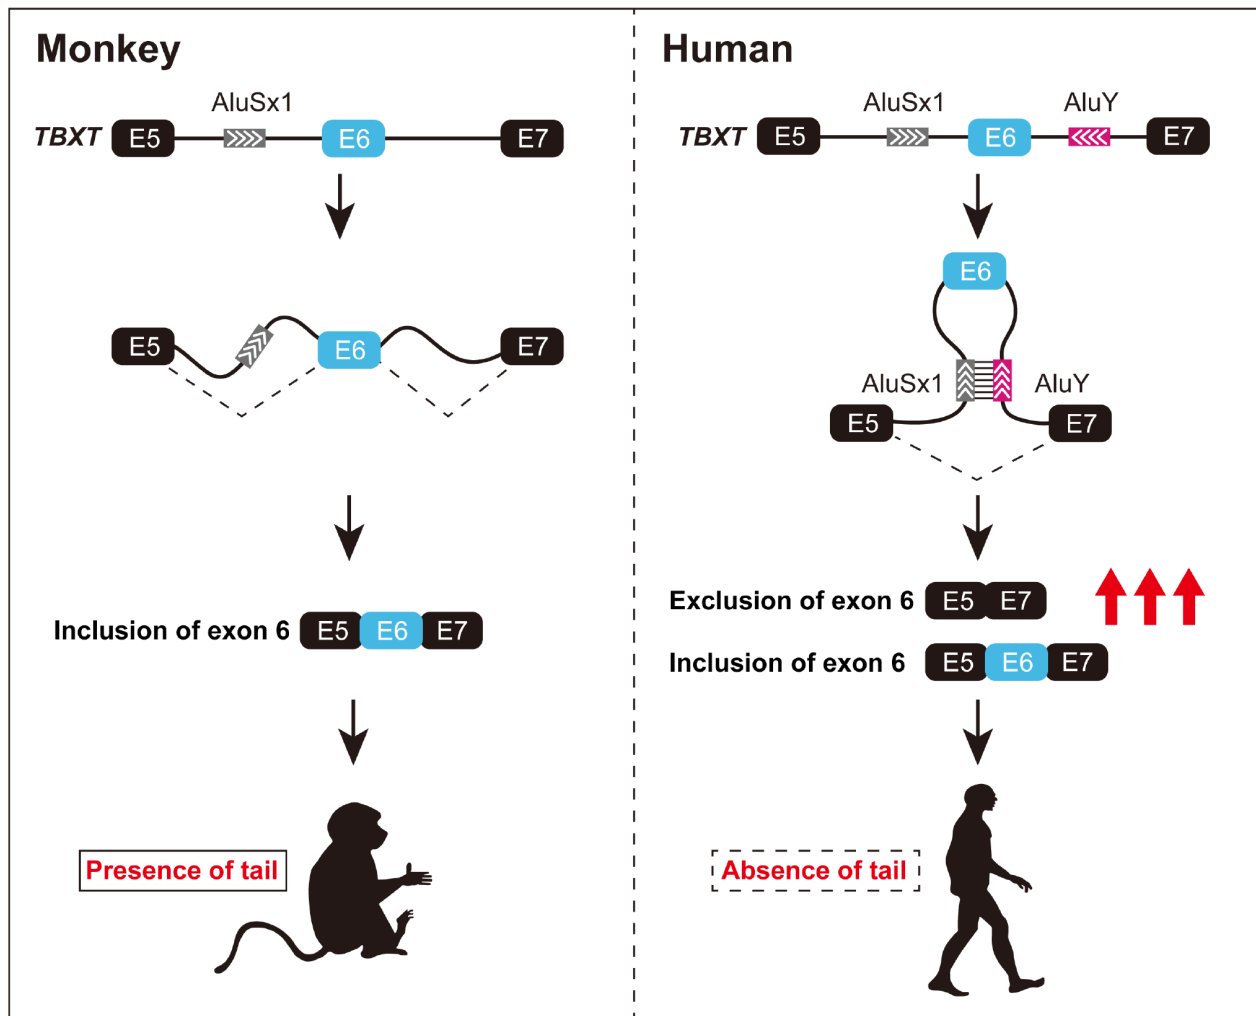 Monkey
AluSx1
TBXT E5 E6 E7
E5 E6 E7
Inclusion of exon 6 E5 E6 E7
Presence of tail
Human
AluSx1 AluY
TBXT E5 E6 E7
E6
AluSx1 AluY
E5 E7
Exclusion of exon 6 E5 E7
Inclusion of exon 6 E5 E6 E7
Absence of tail